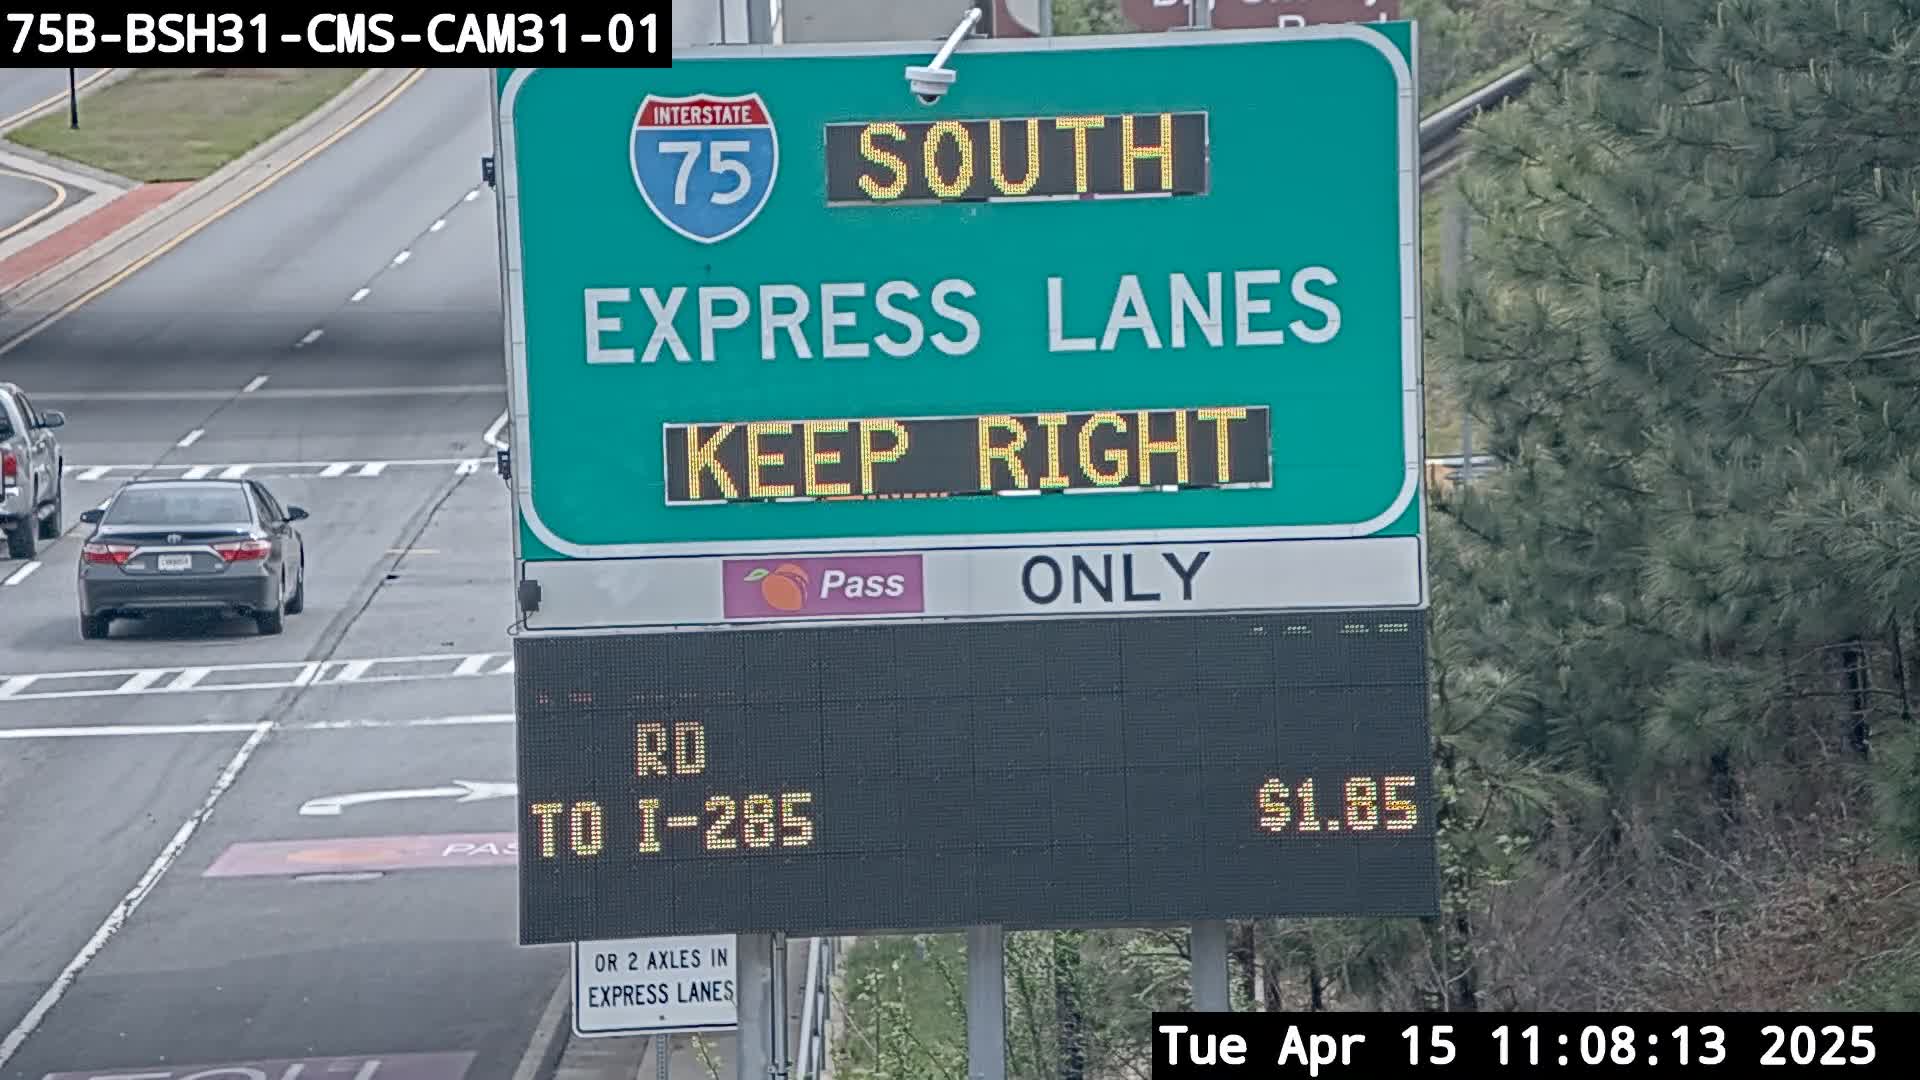 75B-BSH31-CMS-CAM31-01
INTERSTATE
75
SOUTH
EXPRESS LANES
KEEP RIGHT
Pass ONLY
RD
TO I-285 $1.85
OR 2 AXLES IN
EXPRESS LANES
Tue Apr 15 11:08:13 2025